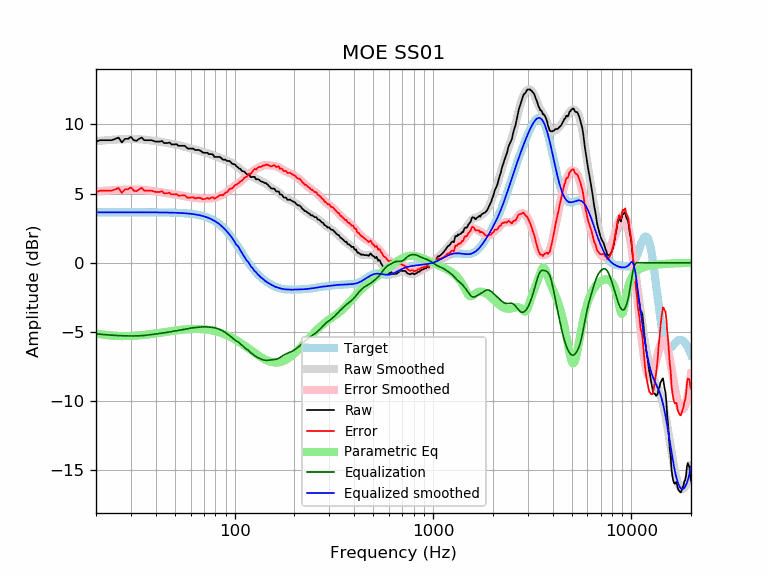 MOE SS01
Amplitude (dBr)
10
5
0
−5
−10
−15
Target
Raw Smoothed
Error Smoothed
Raw
Error
Parametric Eq
Equalization
Equalized smoothed
100
1000
10000
Frequency (Hz)